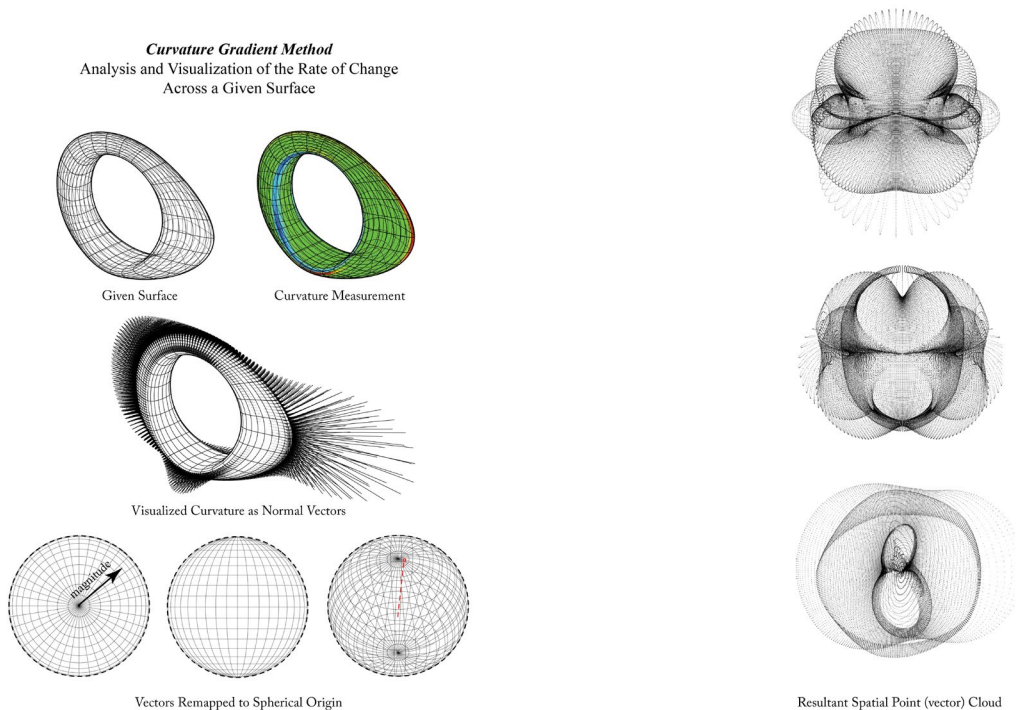 Curvature Gradient Method
Analysis and Visualization of the Rate of Change
Across a Given Surface
Given Surface
Curvature Measurement
Visualized Curvature as Normal Vectors
magnitude
Vectors Remapped to Spherical Origin
Resultant Spatial Point (vector) Cloud